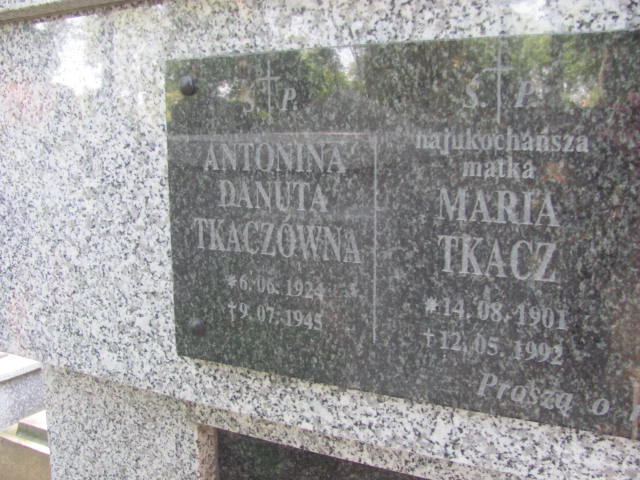 Ś. P.
ANTONINA
DANUTA
TKACZÓWNA
*6.06.1924
†9.07.1945
Ś. P.
najukochańsza
matka
MARIA
TKACZ
*14.08.1901
†12.05.1992
Proszą o